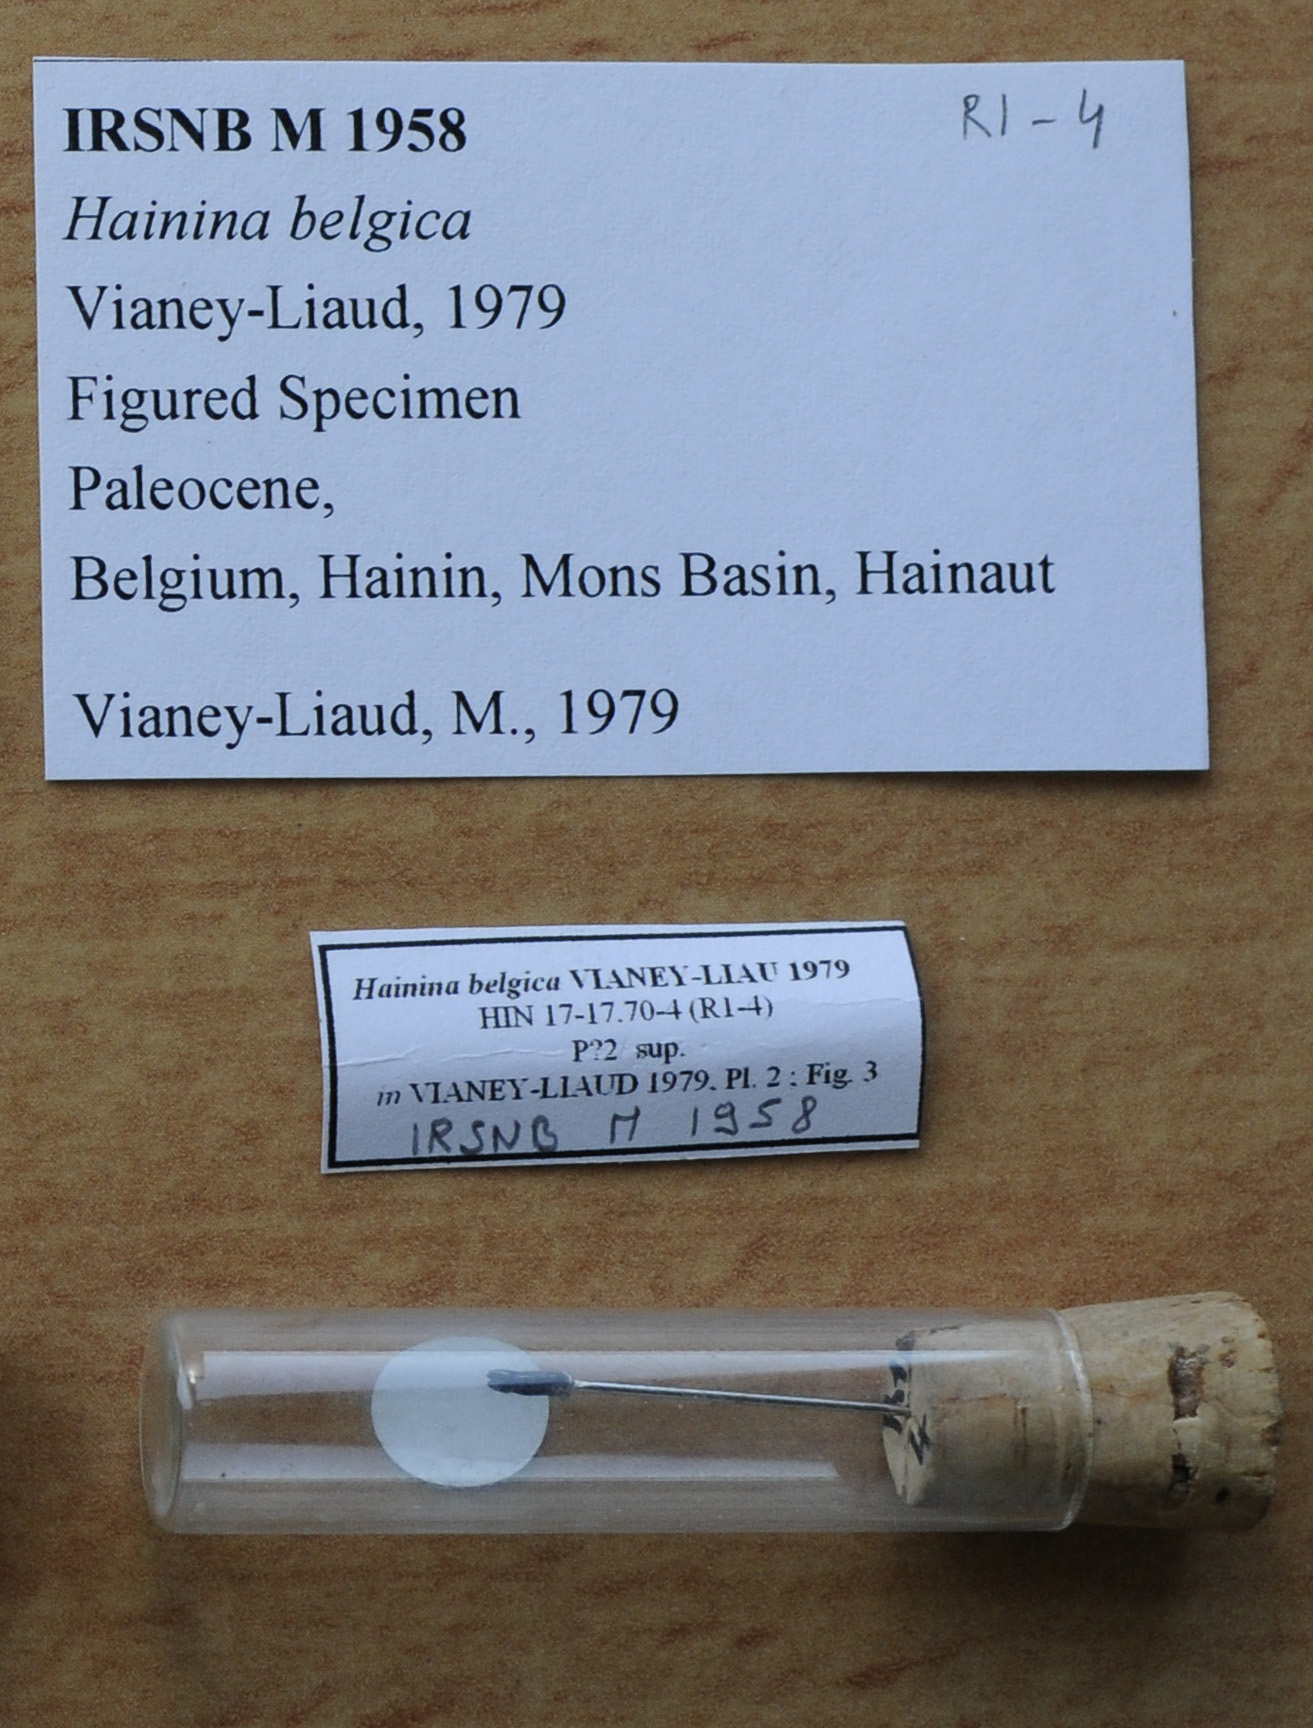 IRSNB M 1958
R1-4
Hainina belgica
Vianey-Liaud, 1979
Figured Specimen
Paleocene,
Belgium, Hainin, Mons Basin, Hainaut
Vianey-Liaud, M., 1979
Hainina belgica VIANEY-LIAU 1979
HIN 17-17.70-4 (R1-4)
P?2 sup.
in VIANEY-LIAUD 1979. Pl. 2 ; Fig. 3
IRSNB M 1958
4